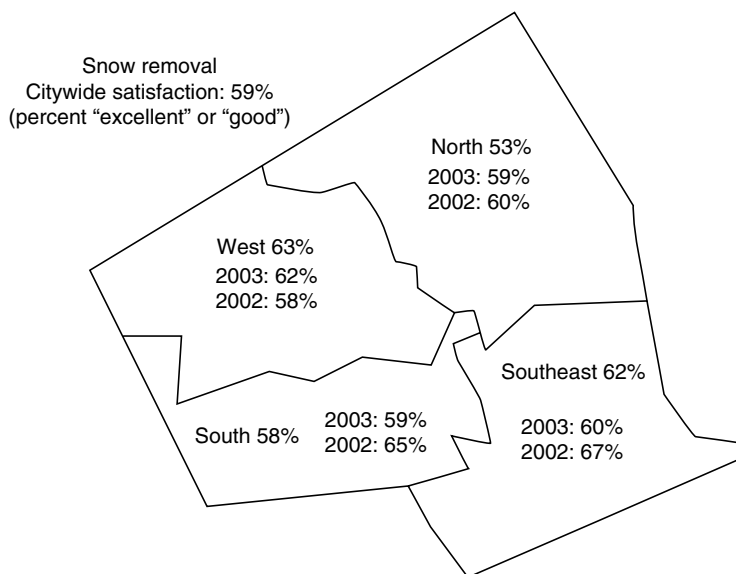 Snow removal
Citywide satisfaction: 59%
(percent “excellent” or “good”)
North 53%
2003: 59%
2002: 60%
West 63%
2003: 62%
2002: 58%
Southeast 62%
2003: 60%
2002: 67%
South 58%
2003: 59%
2002: 65%